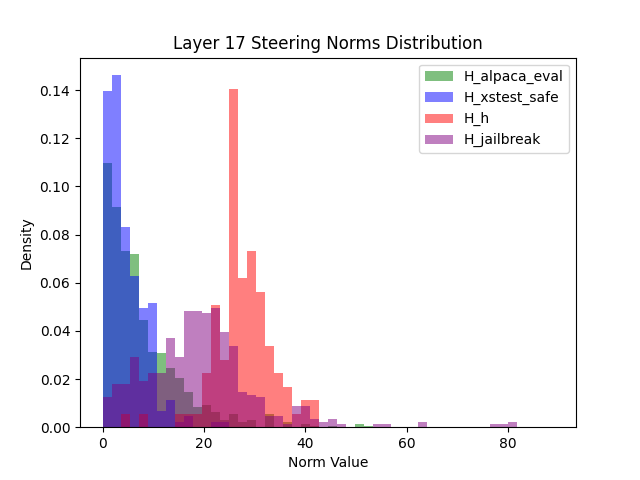 Layer 17 Steering Norms Distribution
H_alpaca_eval
H_xstest_safe
H_h
H_jailbreak
Density
0.14
0.12
0.10
0.08
0.06
0.04
0.02
0.00
0 20 40 60 80
Norm Value